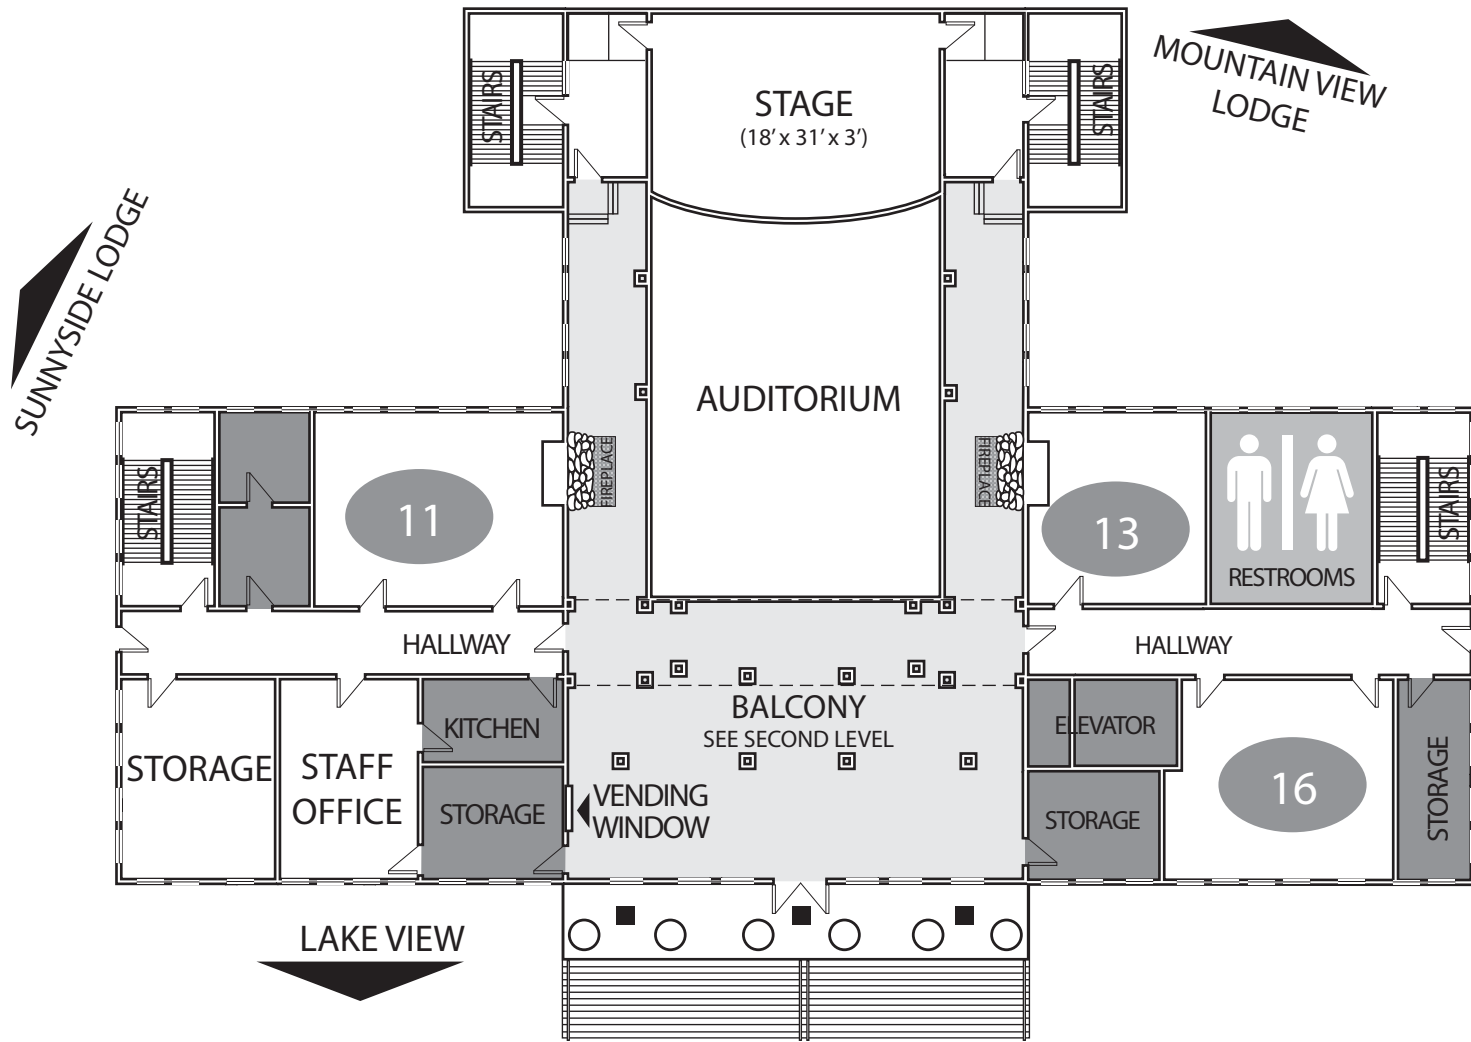 STAIRS
STAGE
(18' x 31' x 3')
STAIRS
MOUNTAIN VIEW
LODGE
SUNNYSIDE LODGE
AUDITORIUM
STAIRS
11
FIREPLACE
FIREPLACE
13
RESTROOMS
STAIRS
HALLWAY
HALLWAY
STORAGE
STAFF
OFFICE
KITCHEN
STORAGE
BALCONY
SEE SECOND LEVEL
VENDING
WINDOW
ELEVATOR
STORAGE
16
STORAGE
LAKE VIEW